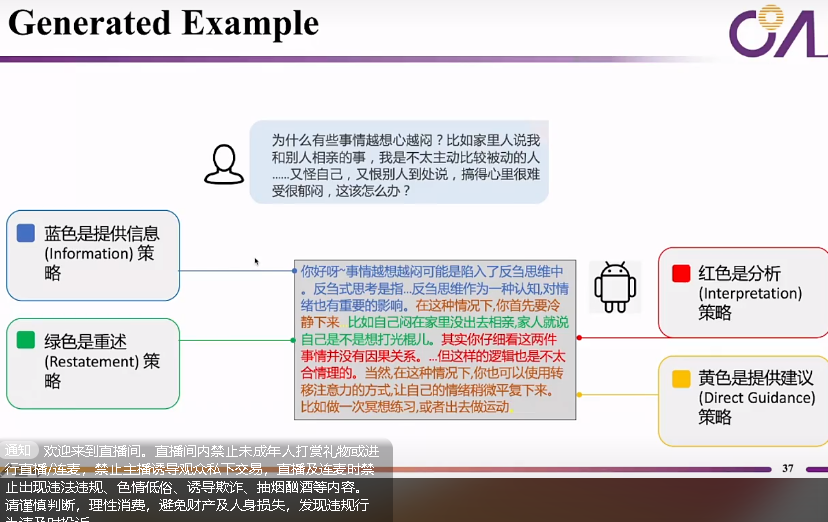 Generated Example
CIAL
为什么有些事情越想心越闷？比如家里人说我
和别人相亲的事，我是不太主动比较被动的人
……又怪自己，又恨别人到处说，搞得心里很难
受很郁闷，这该怎么办？
蓝色是提供信息
(Information) 策
略
绿色是重述
(Restatement) 策
略
你好呀~事情越想越闷可能是陷入了反刍思维中
。反刍式思考是指...反刍思维作为一种认知,对情
绪也有重要的影响。在这种情况下,你首先要冷
静下来 比如自己闷在家里没出去相亲,家人就说
自己是不是想打光棍儿。其实你仔细看这两件
事情并没有因果关系。...但这样的逻辑也是不太
合情理的。当然,在这种情况下,你也可以使用转
移注意力的方式,让自己的情绪稍微平复下来。
比如做一次冥想练习,或者出去做运动
红色是分析
(Interpretation)
策略
黄色是提供建议
(Direct Guidance)
策略
37
通知 欢迎来到直播间。直播间内禁止未成年人打赏礼物或进
行直播/连麦，禁止主播诱导观众私下交易，直播及连麦时禁
止出现违法违规、色情低俗、诱导欺诈、抽烟酗酒等内容。
请谨慎判断，理性消费，避免财产及人身损失，发现违规行
为请及时投诉